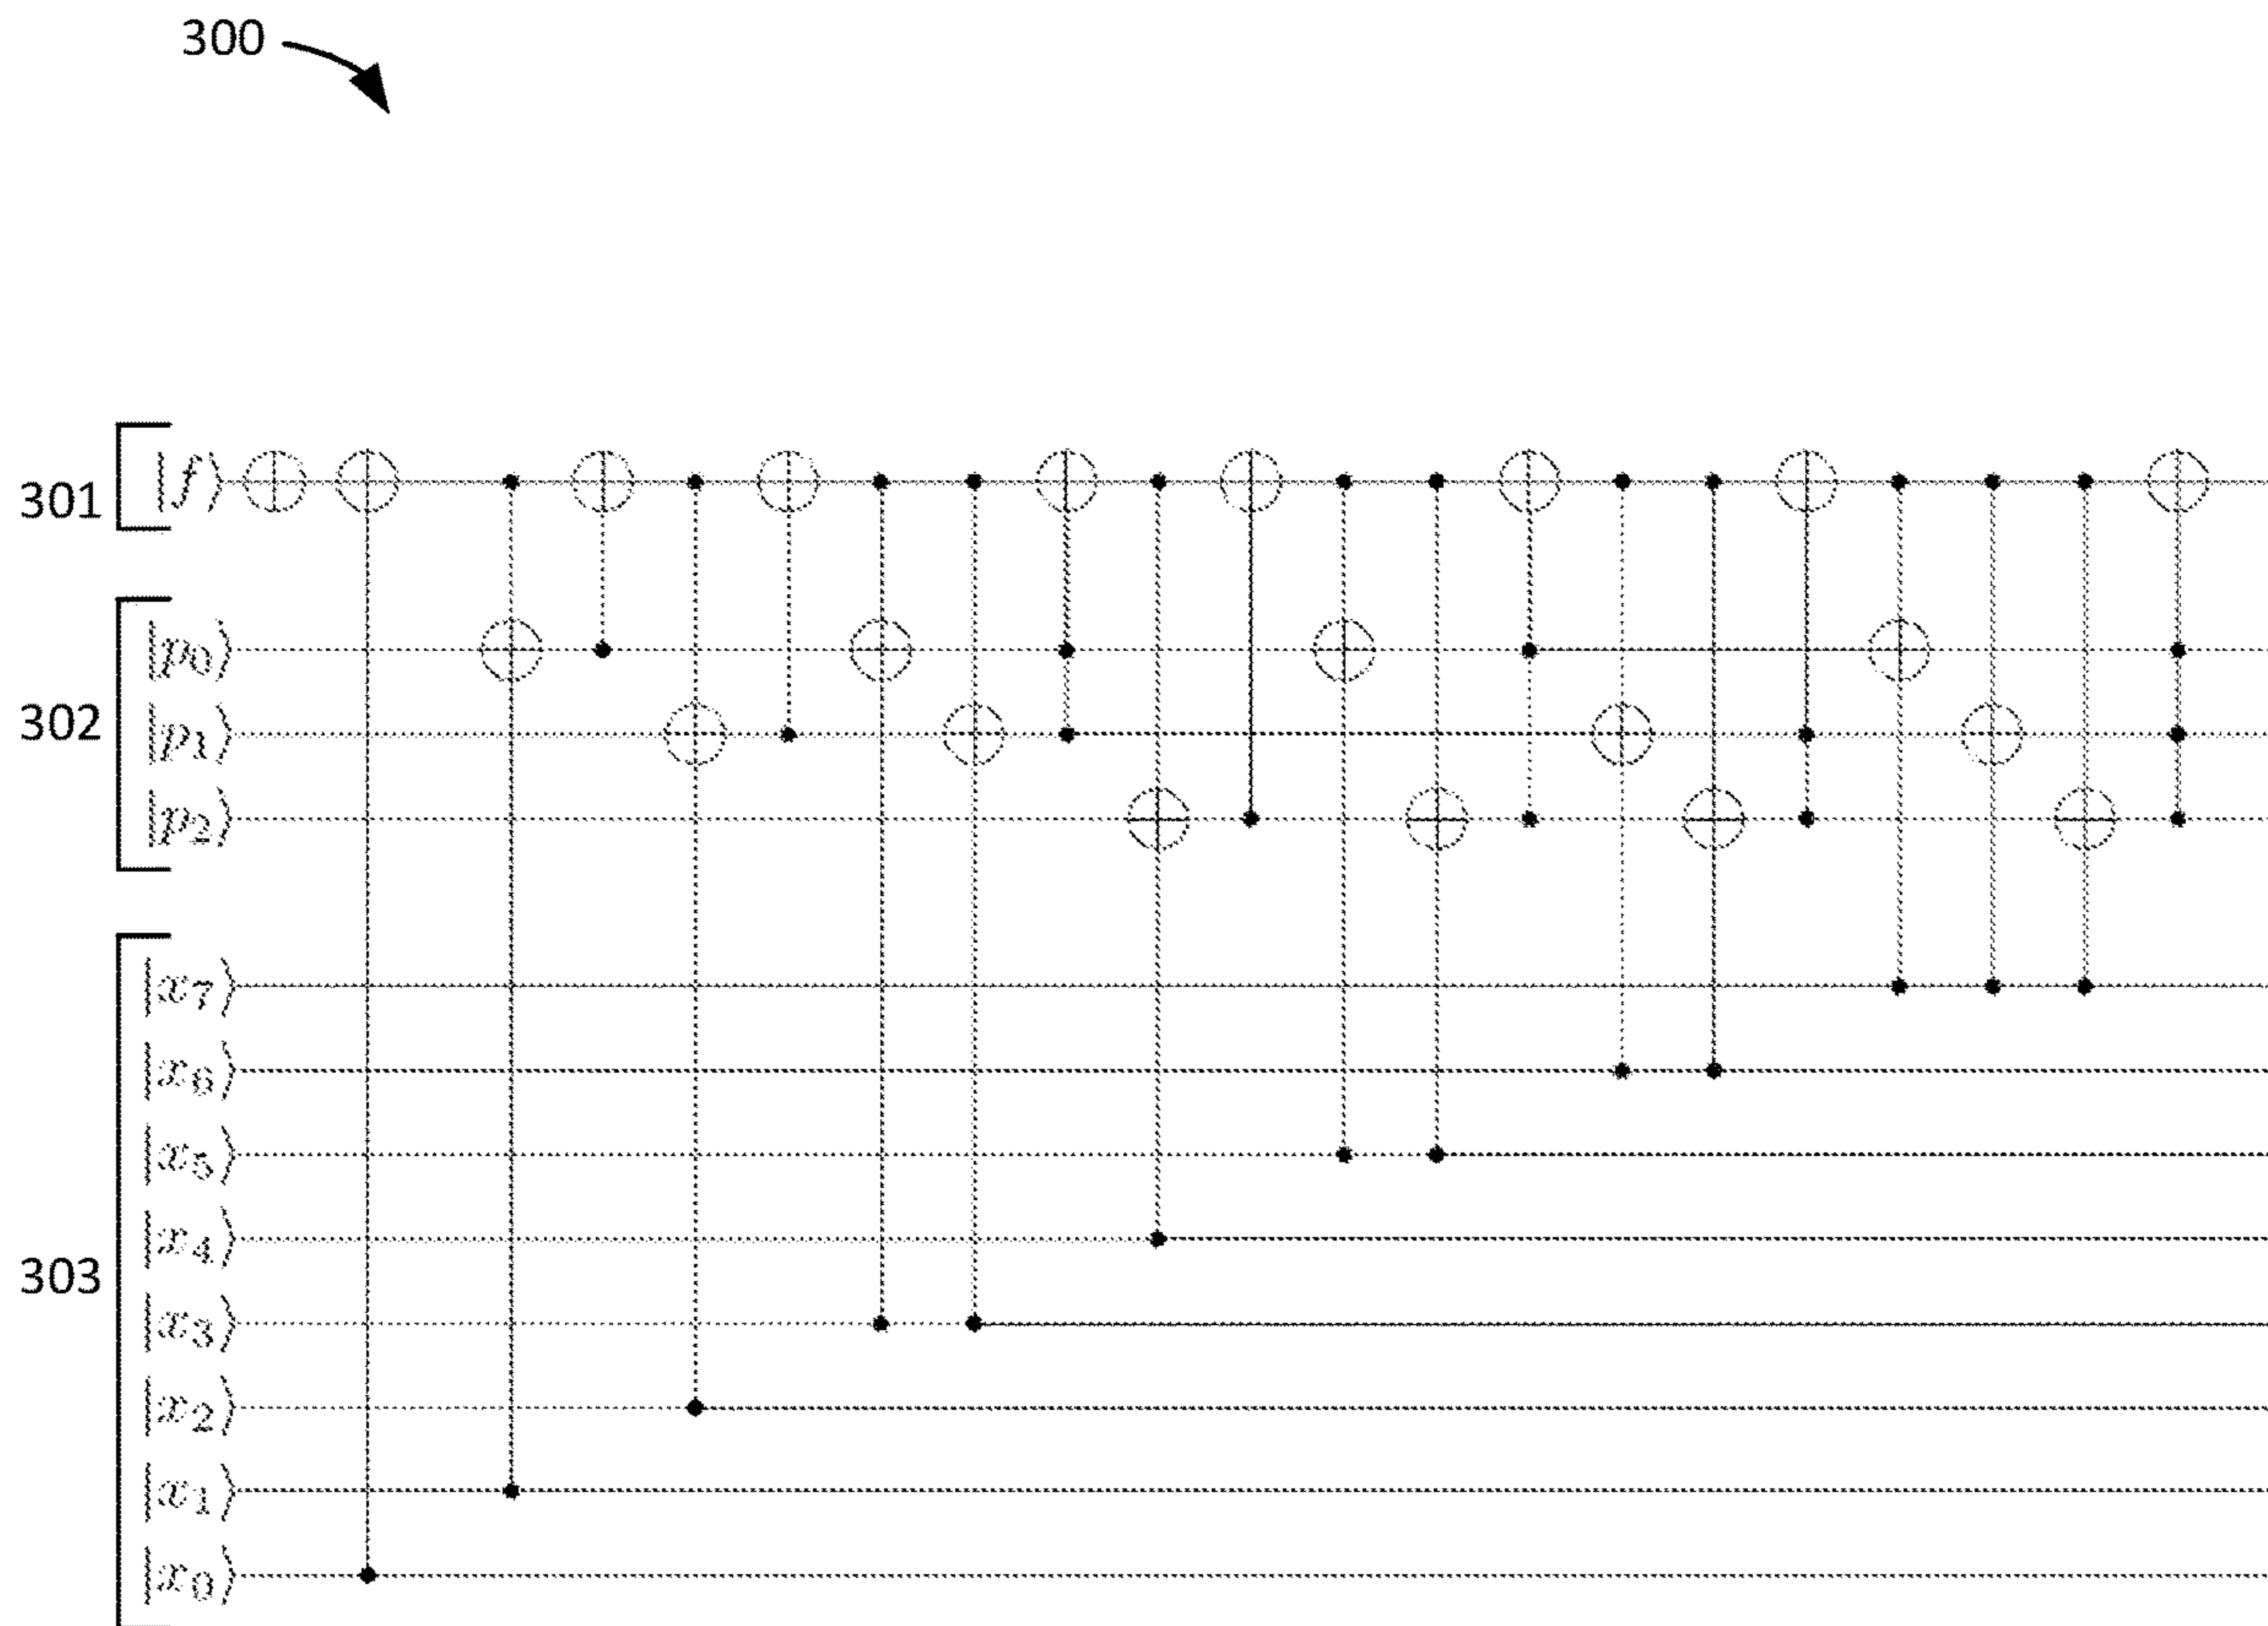 300
301
|f⟩
302
|p₀⟩
|p₁⟩
|p₂⟩
303
|x₇⟩
|x₆⟩
|x₅⟩
|x₄⟩
|x₃⟩
|x₂⟩
|x₁⟩
|x₀⟩